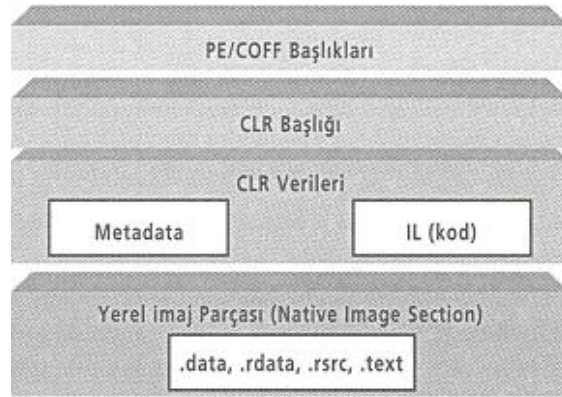 PE/COFF Başlıkları
CLR Başlığı
CLR Verileri
Metadata
IL (kod)
Yerel imaj Parçası (Native Image Section)
.data, .rdata, .rsrc, .text